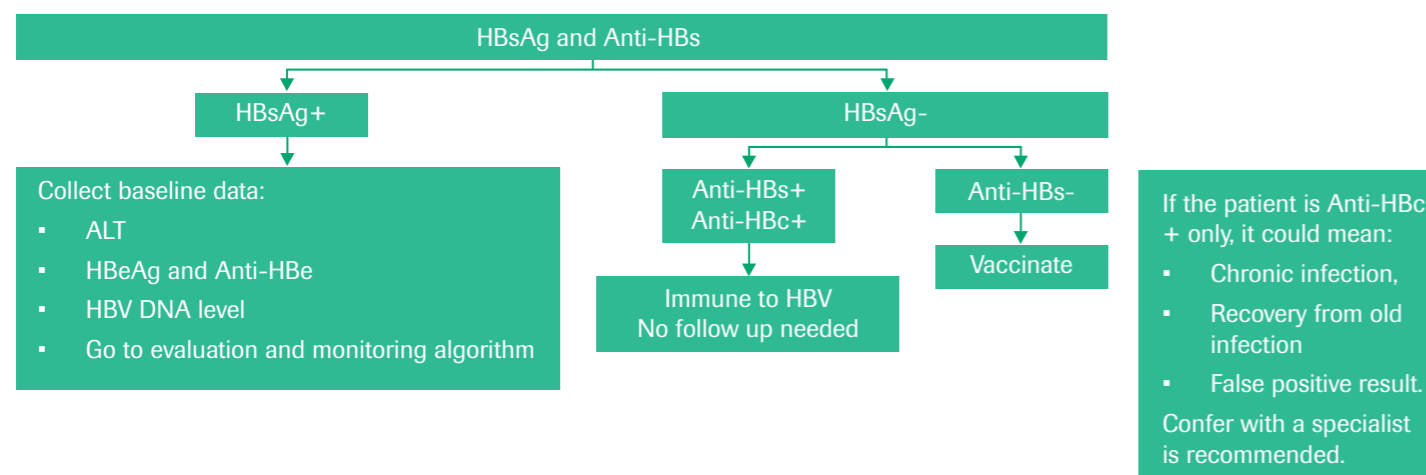 HBsAg and Anti-HBs
HBsAg+
HBsAg-
Collect baseline data:
▪ ALT
▪ HBeAg and Anti-HBe
▪ HBV DNA level
▪ Go to evaluation and monitoring algorithm
Anti-HBs+
Anti-HBc+
Anti-HBs-
Immune to HBV
No follow up needed
Vaccinate
If the patient is Anti-HBc
+ only, it could mean:
▪ Chronic infection,
▪ Recovery from old
infection
▪ False positive result.
Confer with a specialist
is recommended.